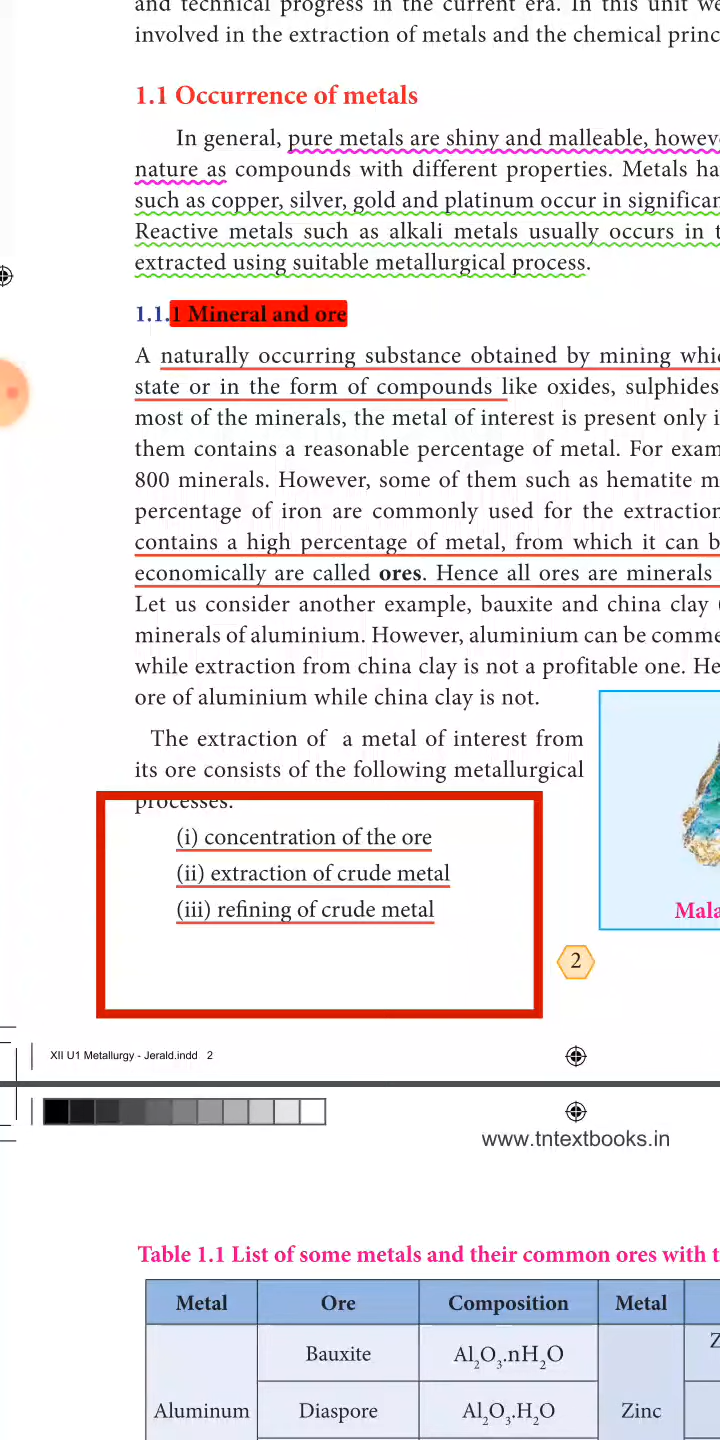 and technical progress in the current era. In this unit we
involved in the extraction of metals and the chemical princ
1.1 Occurrence of metals
In general, pure metals are shiny and malleable, howev
nature as compounds with different properties. Metals ha
such as copper, silver, gold and platinum occur in significan
Reactive metals such as alkali metals usually occurs in t
extracted using suitable metallurgical process.
1.1.1 Mineral and ore
A naturally occurring substance obtained by mining whic
state or in the form of compounds like oxides, sulphides
most of the minerals, the metal of interest is present only i
them contains a reasonable percentage of metal. For exam
800 minerals. However, some of them such as hematite m
percentage of iron are commonly used for the extraction
contains a high percentage of metal, from which it can b
economically are called ores. Hence all ores are minerals
Let us consider another example, bauxite and china clay (
minerals of aluminium. However, aluminium can be comme
while extraction from china clay is not a profitable one. He
ore of aluminium while china clay is not.
The extraction of a metal of interest from
its ore consists of the following metallurgical
processes.
(i) concentration of the ore
(ii) extraction of crude metal
(iii) refining of crude metal
Mala
2
XII U1 Metallurgy - Jerald.indd 2
www.tntextbooks.in
Table 1.1 List of some metals and their common ores with t
Metal Ore Composition Metal
Bauxite Al₂O₃.nH₂O Z
Aluminum Diaspore Al₂O₃.H₂O Zinc